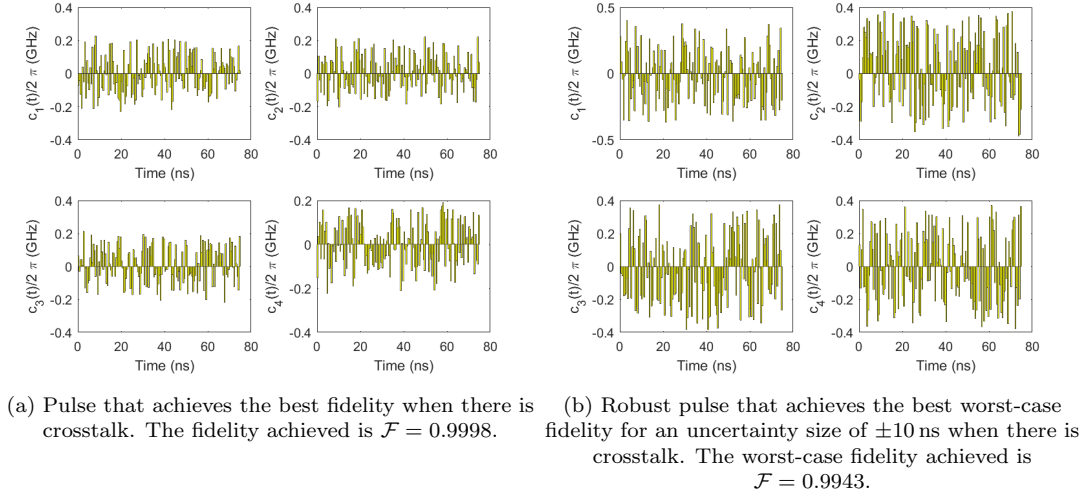 0.4
0.2
0
-0.2
-0.4
0 20 40 60 80
Time (ns)
c1(t)/2 π (GHz)
0.4
0.2
0
-0.2
-0.4
0 20 40 60 80
Time (ns)
c2(t)/2 π (GHz)
0.4
0.2
0
-0.2
-0.4
0 20 40 60 80
Time (ns)
c3(t)/2 π (GHz)
0.2
0
-0.2
-0.4
0 20 40 60 80
Time (ns)
c4(t)/2 π (GHz)
(a) Pulse that achieves the best fidelity when there is
crosstalk. The fidelity achieved is F = 0.9998.
0.5
0
-0.5
0 20 40 60 80
Time (ns)
c1(t)/2 π (GHz)
0.4
0.2
0
-0.2
-0.4
0 20 40 60 80
Time (ns)
c2(t)/2 π (GHz)
0.4
0.2
0
-0.2
-0.4
0 20 40 60 80
Time (ns)
c3(t)/2 π (GHz)
0.4
0.2
0
-0.2
-0.4
0 20 40 60 80
Time (ns)
c4(t)/2 π (GHz)
(b) Robust pulse that achieves the best worst-case
fidelity for an uncertainty size of ±10 ns when there is
crosstalk. The worst-case fidelity achieved is
F = 0.9943.